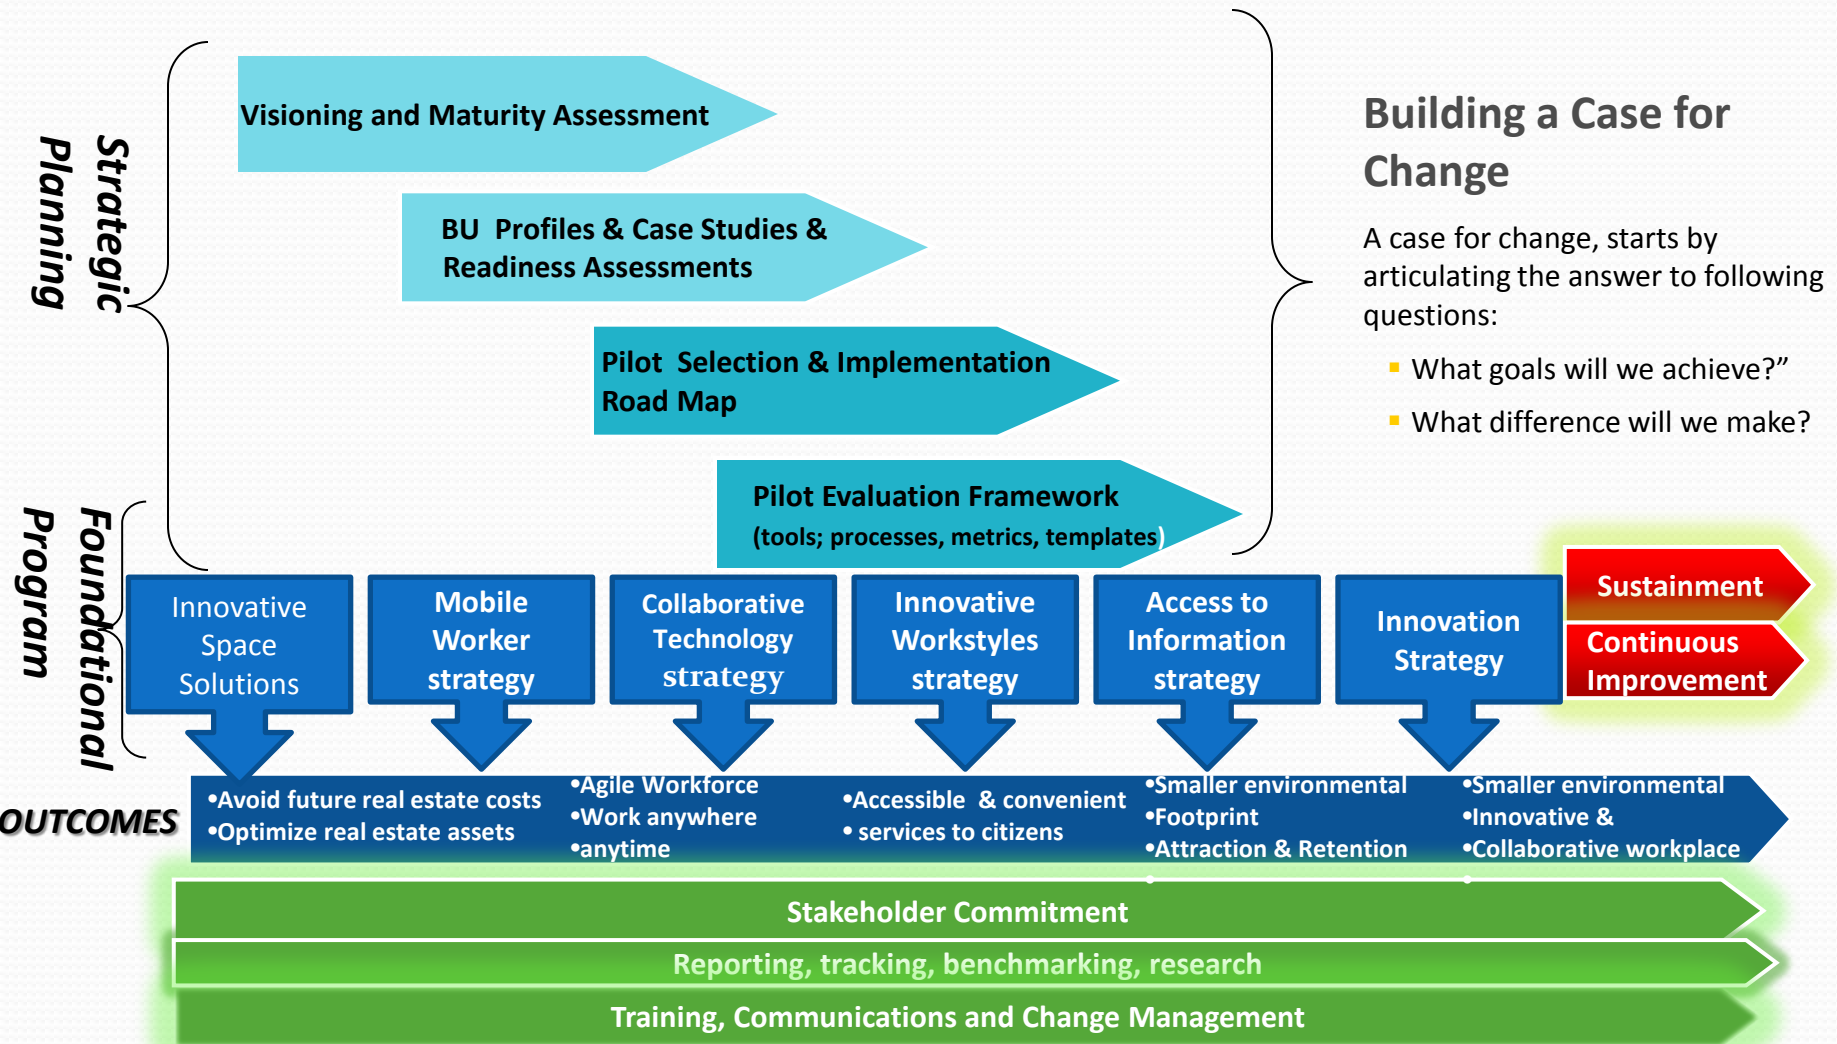 Strategic
Planning
Visioning and Maturity Assessment
BU Profiles & Case Studies &
Readiness Assessments
Pilot Selection & Implementation
Road Map
Pilot Evaluation Framework
(tools; processes, metrics, templates)
Building a Case for
Change
A case for change, starts by
articulating the answer to following
questions:
▪ What goals will we achieve?”
▪ What difference will we make?
Foundational
Program
Innovative
Space
Solutions
Mobile
Worker
strategy
Collaborative
Technology
strategy
Innovative
Workstyles
strategy
Access to
Information
strategy
Innovation
Strategy
Sustainment
Continuous
Improvement
OUTCOMES
•Avoid future real estate costs
•Optimize real estate assets
•Agile Workforce
•Work anywhere
•anytime
•Accessible & convenient
• services to citizens
•Smaller environmental
•Footprint
•Attraction & Retention
•
•Smaller environmental
•Innovative &
•Collaborative workplace
•
Stakeholder Commitment
Reporting, tracking, benchmarking, research
Training, Communications and Change Management